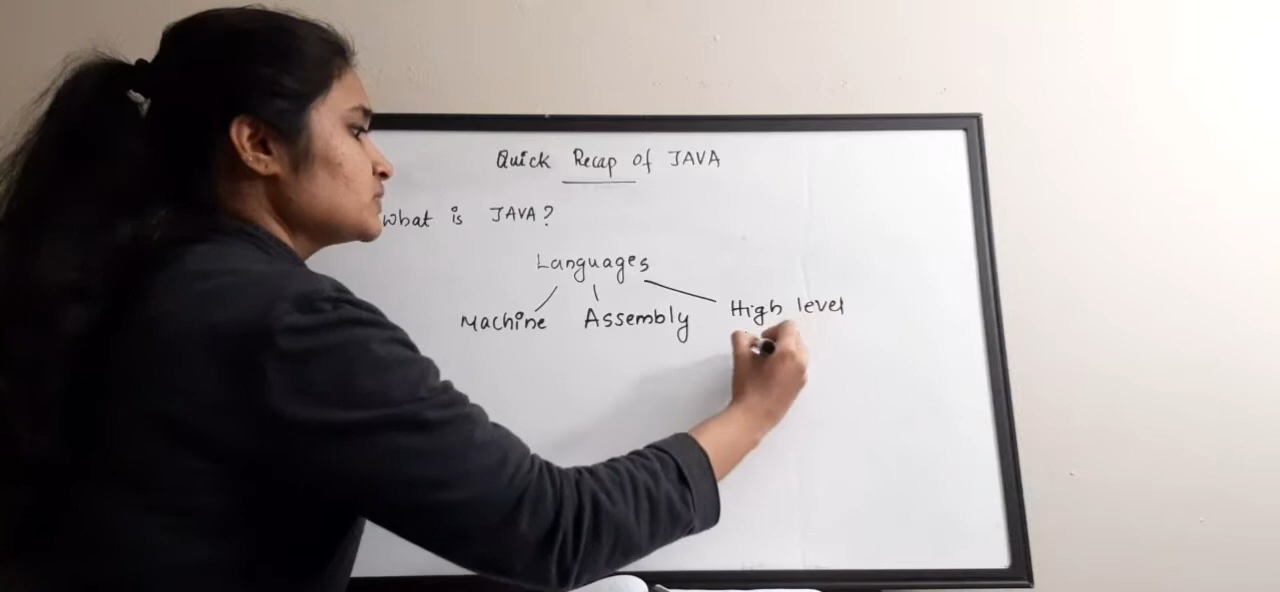 Quick Recap of JAVA
What is JAVA?
Languages
Machine Assembly High level